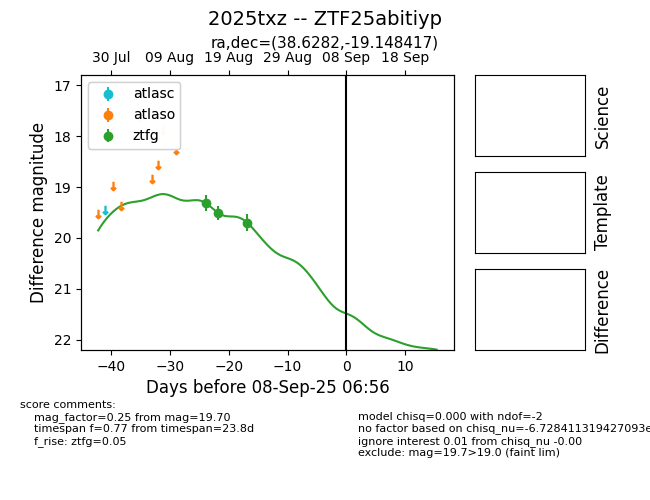 2025txz -- ZTF25abitiyp
ra,dec=(38.6282,-19.148417)
30 Jul 09 Aug 19 Aug 29 Aug 08 Sep 18 Sep
atlasc
atlaso
ztfg
17
18
19
20
21
22
Difference magnitude
−40 −30 −20 −10 0 10
Days before 08-Sep-25 06:56
Science
Template
Difference
score comments:
mag_factor=0.25 from mag=19.70
timespan f=0.77 from timespan=23.8d
f_rise: ztfg=0.05
model chisq=0.000 with ndof=-2
no factor based on chisq_nu=-6.728411319427093e
ignore interest 0.01 from chisq_nu -0.00
exclude: mag=19.7>19.0 (faint lim)